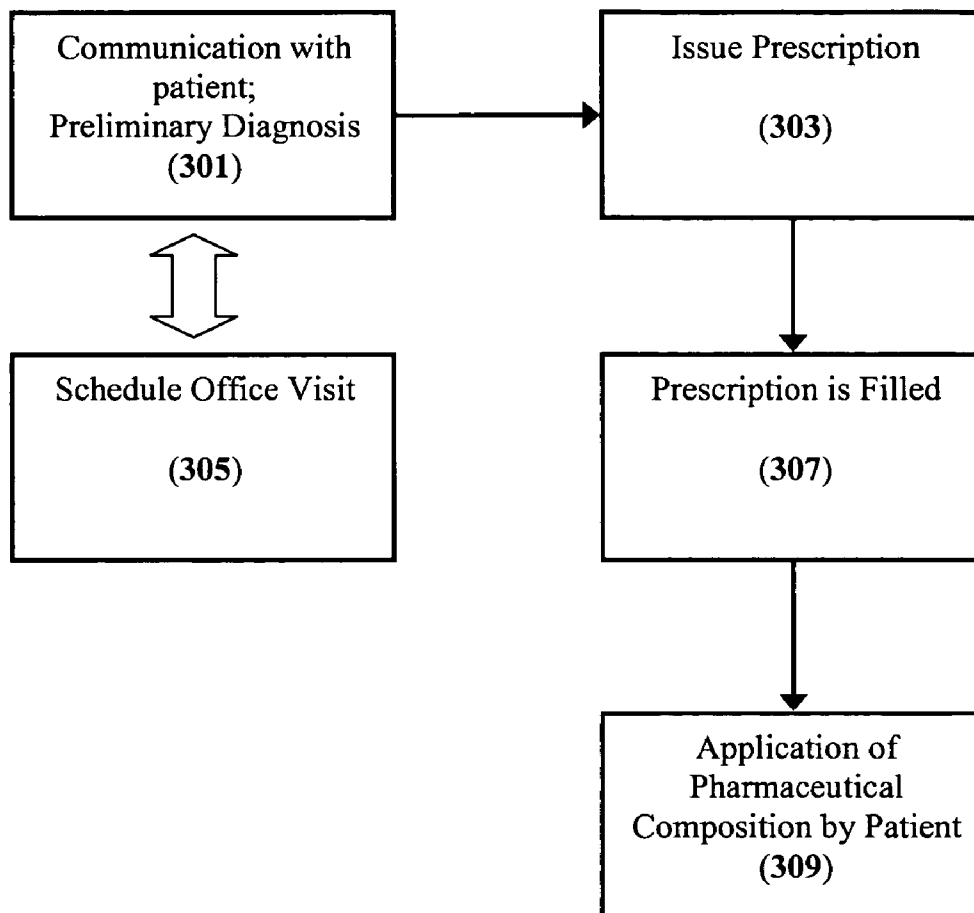 Communication with
patient;
Preliminary Diagnosis
(301)
Issue Prescription
(303)
Schedule Office Visit
(305)
Prescription is Filled
(307)
Application of
Pharmaceutical
Composition by Patient
(309)